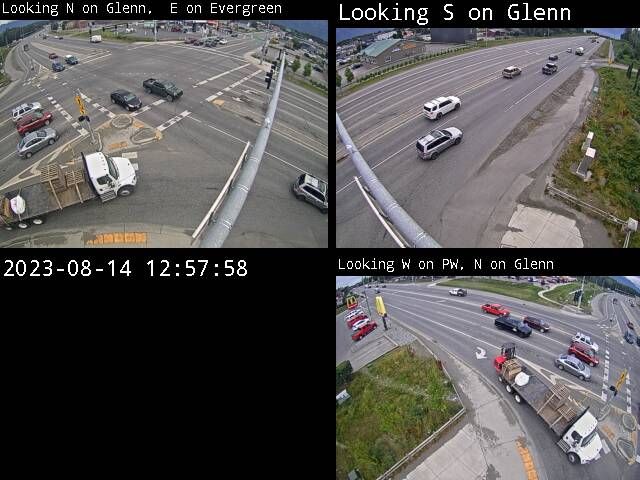 Looking N on Glenn, E on Evergreen
Looking S on Glenn
2023-08-14 12:57:58
Looking W on PW, N on Glenn